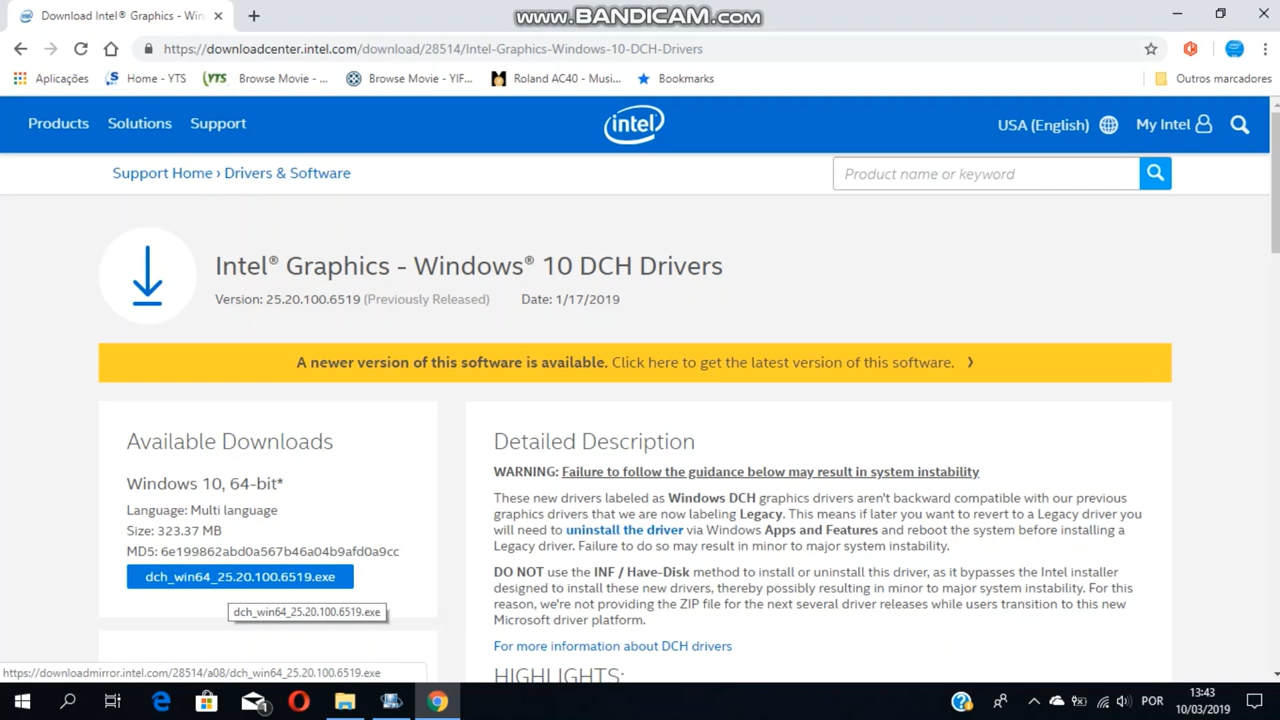 Download Intel® Graphics - Win
www.BANDICAM.com
https://downloadcenter.intel.com/download/28514/Intel-Graphics-Windows-10-DCH-Drivers
Aplicações
Home - YTS
Browse Movie - ...
Browse Movie - YIF...
Roland AC40 - Musi...
Bookmarks
Outros marcadores
Products
Solutions
Support
intel
USA (English)
My Intel
Support Home › Drivers & Software
Product name or keyword
Intel® Graphics - Windows® 10 DCH Drivers
Version: 25.20.100.6519 (Previously Released)
Date: 1/17/2019
A newer version of this software is available. Click here to get the latest version of this software. ›
Available Downloads
Windows 10, 64-bit*
Language: Multi language
Size: 323.37 MB
MD5: 6e199862abd0a567b46a04b9afd0a9cc
dch_win64_25.20.100.6519.exe
dch_win64_25.20.100.6519.exe
Detailed Description
WARNING: Failure to follow the guidance below may result in system instability
These new drivers labeled as Windows DCH graphics drivers aren't backward compatible with our previous
graphics drivers that we are now labeling Legacy. This means if later you want to revert to a Legacy driver you
will need to uninstall the driver via Windows Apps and Features and reboot the system before installing a
Legacy driver. Failure to do so may result in minor to major system instability.
DO NOT use the INF / Have-Disk method to install or uninstall this driver, as it bypasses the Intel installer
designed to install these new drivers, thereby possibly resulting in minor to major system instability. For this
reason, we're not providing the ZIP file for the next several driver releases while users transition to this new
Microsoft driver platform.
For more information about DCH drivers
HIGHLIGHTS:
https://downloadmirror.intel.com/28514/a08/dch_win64_25.20.100.6519.exe
1
POR
13:43
10/03/2019